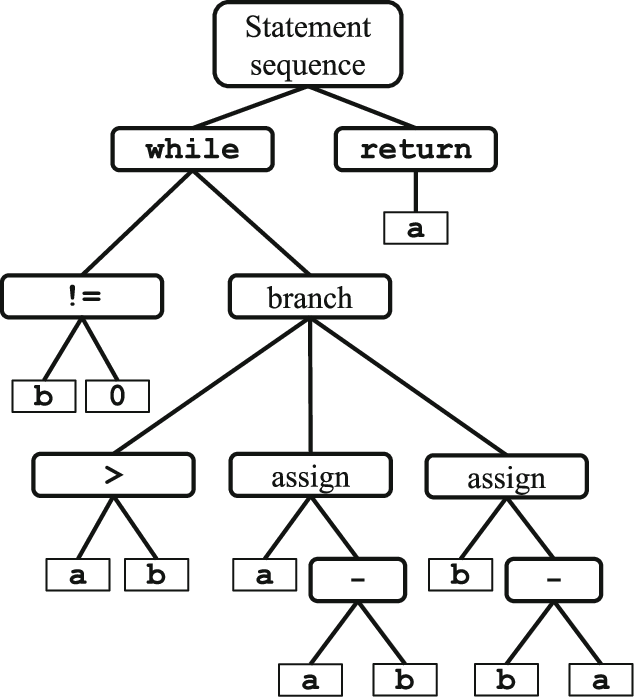 Statement
sequence
while
return
a
!=
branch
b
0
>
assign
assign
a
b
a
-
b
-
a
b
b
a